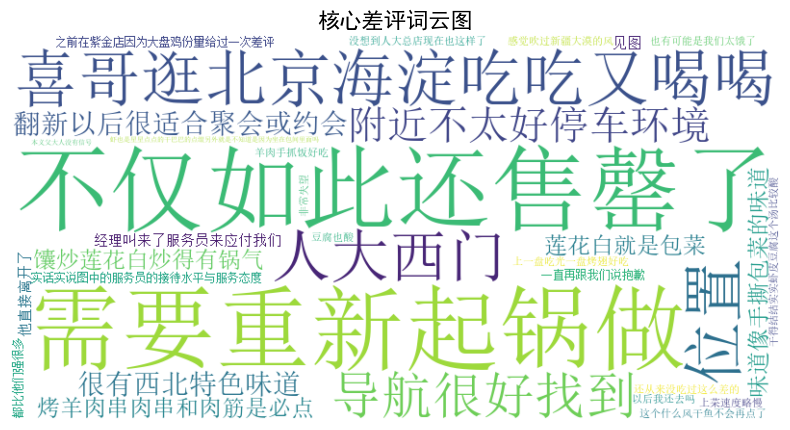 核心差评词云图
之前在紫金店因为大盘鸡份量给过一次差评
没想到人大总店现在也这样了
感觉吹过新疆大漠的风
见图
也有可能是我们太饿了
喜哥逛北京海淀吃吃又喝喝
翻新以后很适合聚会或约会
附近不太好停车环境
不仅如此还售罄了
羊肉手抓饭好吃
非常失望
豆腐也酸
经理叫来了服务员来应付我们
人大西门
莲花白就是包菜
馕炒莲花白炒得有锅气
上一盘吃光一盘烤馕好吃
实话实说图中的服务员的接待水平与服务态度
一直再跟我们说抱歉
他直接离开了
需要重新起锅做
位置
味道像手撕包菜的味道
都比他们强很多
很有西北特色味道
导航很好找到
还从来没吃过这么差的
以后我还去吗
上菜速度略慢
烤羊肉串肉串和肉筋是必点
这个什么风干鱼不会再点了